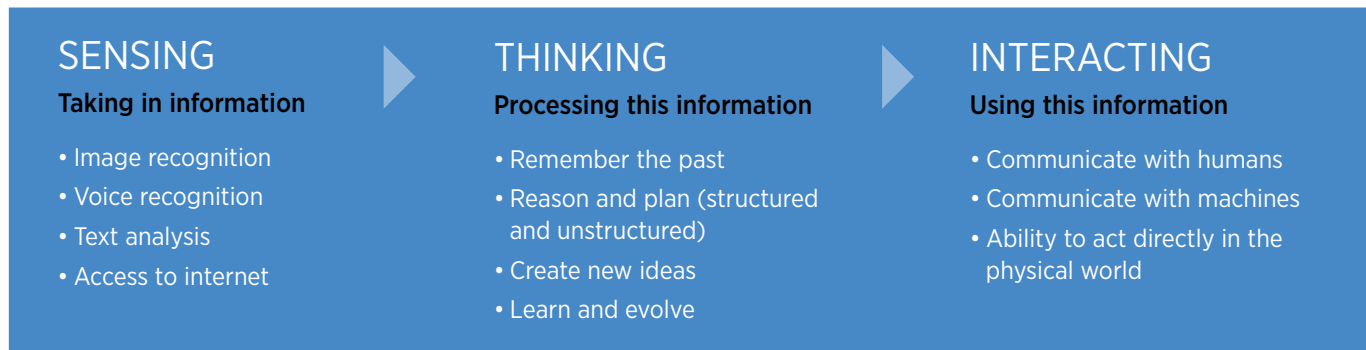 SENSING
Taking in information
• Image recognition
• Voice recognition
• Text analysis
• Access to internet
THINKING
Processing this information
• Remember the past
• Reason and plan (structured
and unstructured)
• Create new ideas
• Learn and evolve
INTERACTING
Using this information
• Communicate with humans
• Communicate with machines
• Ability to act directly in the
physical world